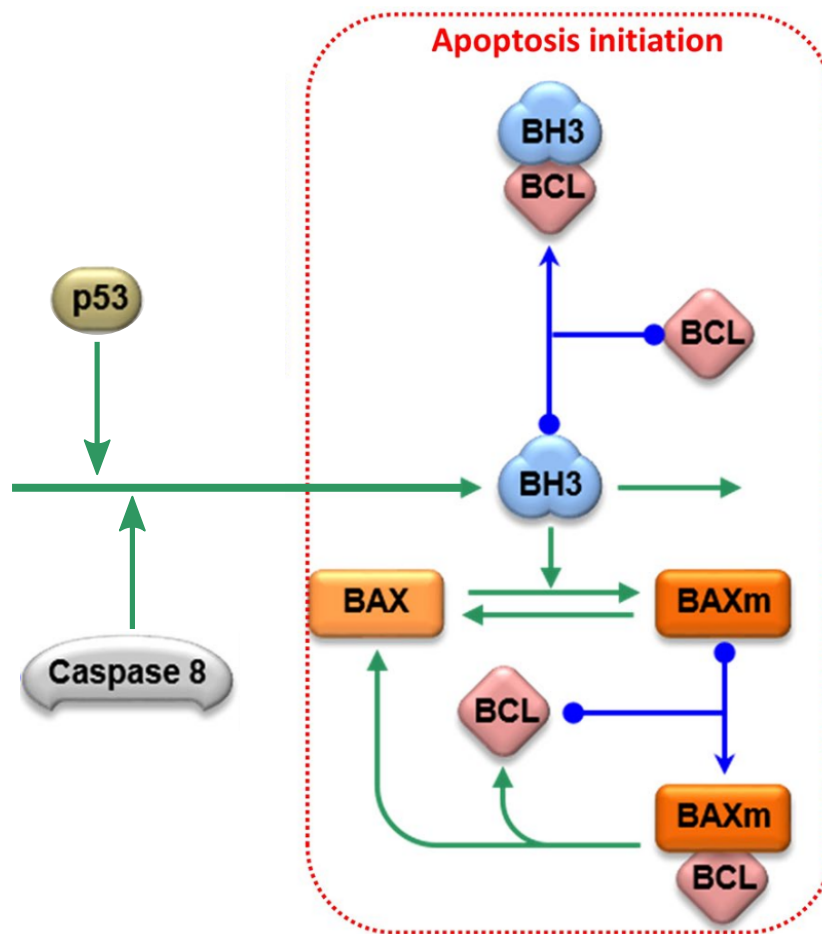 Apoptosis initiation
BH3
BCL
p53
BCL
BH3
BAX
BAXm
Caspase 8
BCL
BAXm
BCL